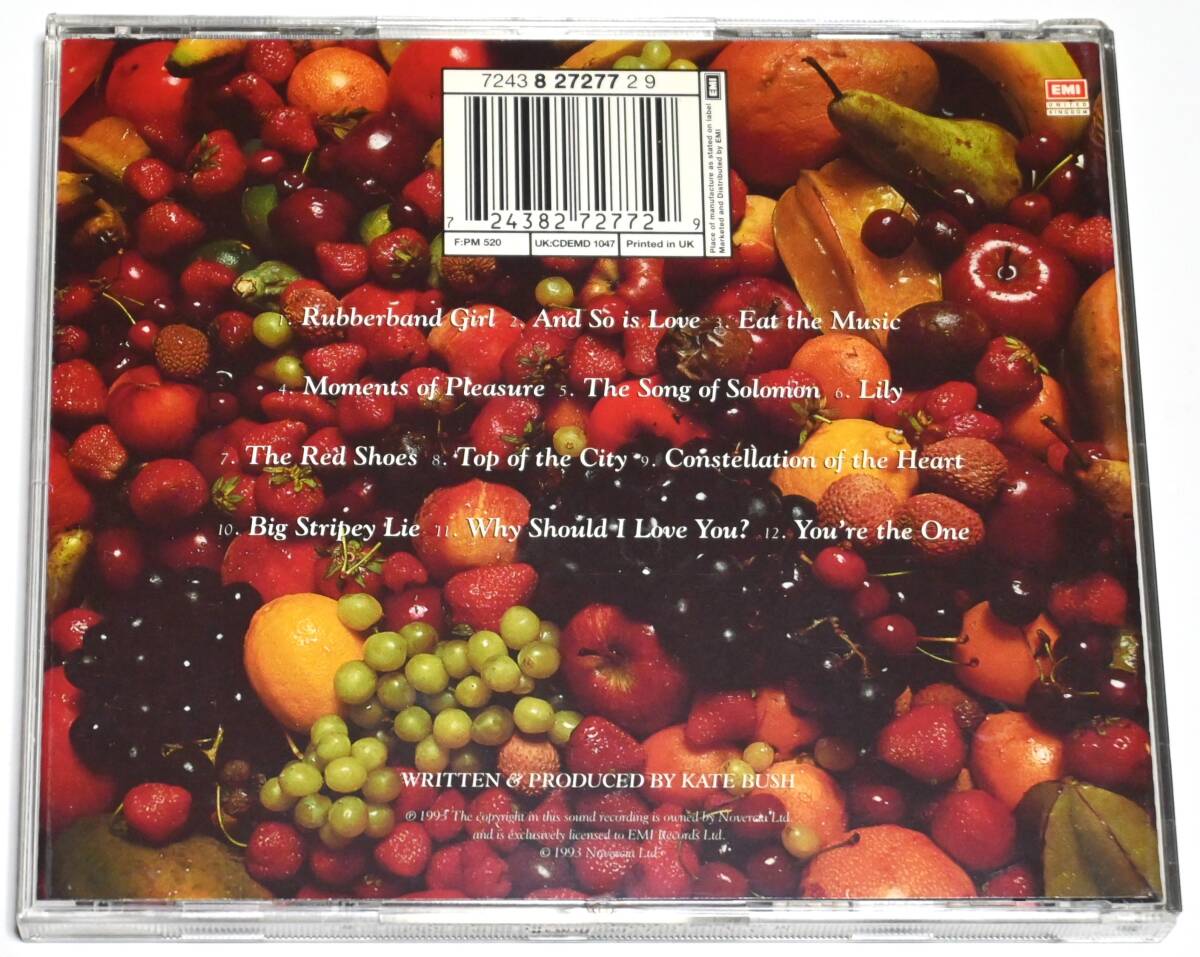 7243 8 27277 2 9
EMI
Place of manufacture as stated on label
Marketed and Distributed by EMI
EMI
UNITED
KINGDOM
7 24382 72772 9
F:PM 520 UK:CDEMD 1047 Printed in UK
1. Rubberband Girl 2. And So is Love 3. Eat the Music
4. Moments of Pleasure 5. The Song of Solomon 6. Lily
7. The Red Shoes 8. Top of the City 9. Constellation of the Heart
10. Big Stripey Lie 11. Why Should I Love You? 12. You're the One
WRITTEN & PRODUCED BY KATE BUSH
℗ 1993 The copyright in this sound recording is owned by Novercia Ltd.
and is exclusively licensed to EMI Records Ltd.
© 1993 Novercia Ltd.